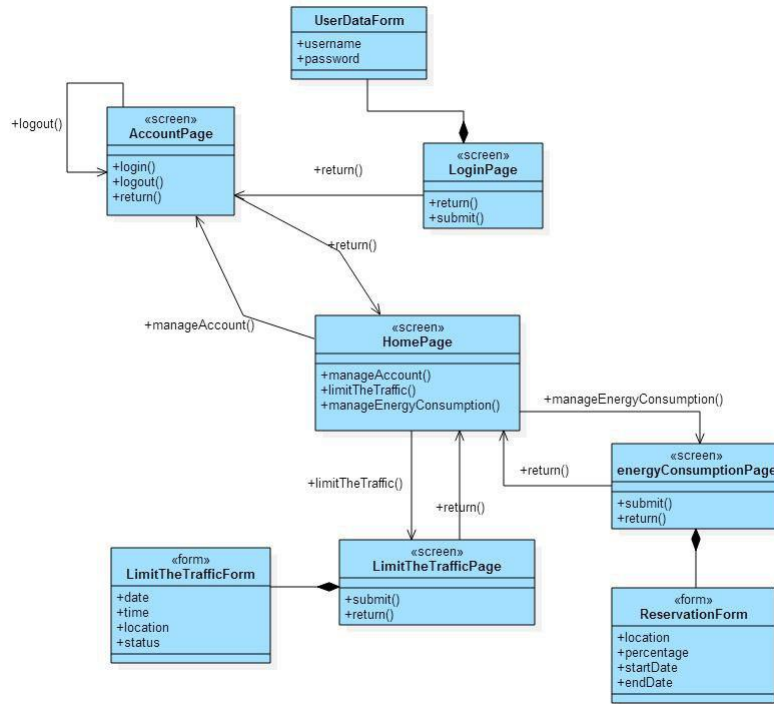 UserDataForm
+username
+password
«screen»
AccountPage
+login()
+logout()
+return()
+logout()
«screen»
LoginPage
+return()
+submit()
+return()
+return()
+manageAccount()
«screen»
HomePage
+manageAccount()
+limitTheTraffic()
+manageEnergyConsumption()
+manageEnergyConsumption()
«screen»
energyConsumptionPage
+submit()
+return()
+return()
+limitTheTraffic()
+return()
«form»
LimitTheTrafficForm
+date
+time
+location
+status
«screen»
LimitTheTrafficPage
+submit()
+return()
«form»
ReservationForm
+location
+percentage
+startDate
+endDate